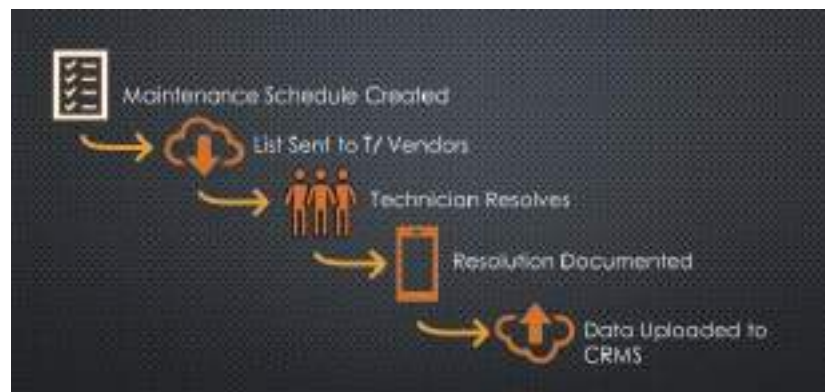 Maintenance Schedule Created
List Sent to T/ Vendors
Technician Resolves
Resolution Documented
Data Uploaded to
CRMS